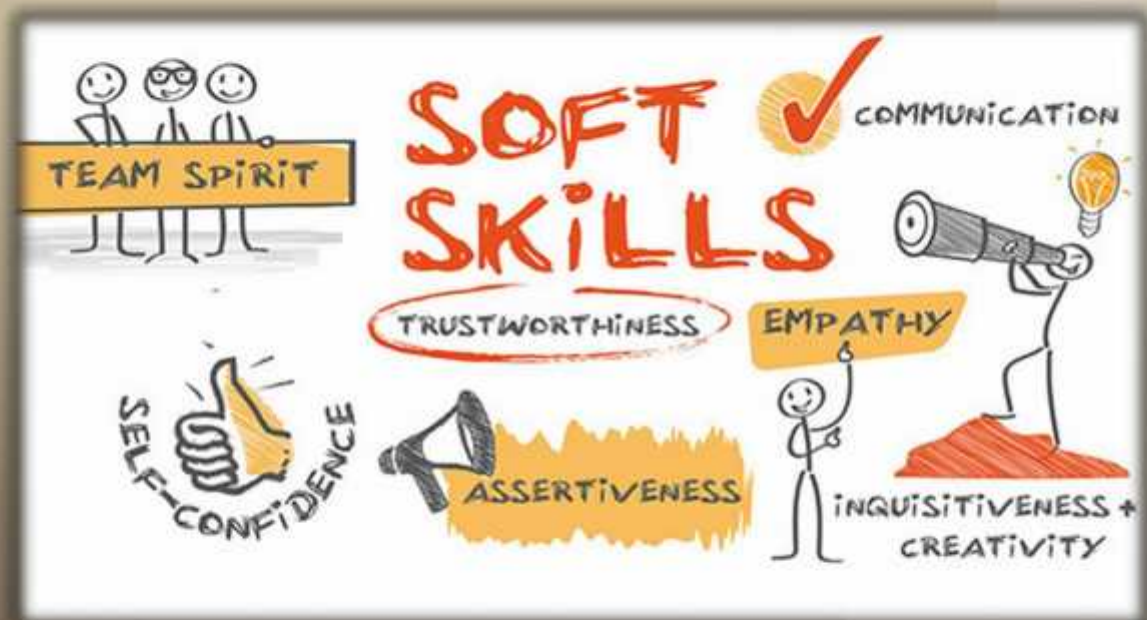 TEAM SPIRIT
SOFT
SKILLS
COMMUNICATION
TRUSTWORTHINESS
EMPATHY
SELF-CONFIDENCE
ASSERTIVENESS
INQUISITIVENESS +
CREATIVITY